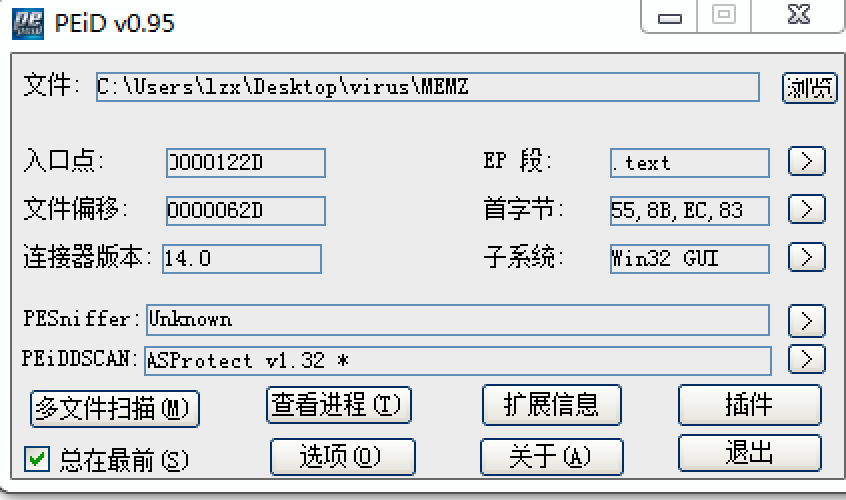 PEiD v0.95
文件: C:\Users\lzx\Desktop\virus\MEMZ 浏览
入口点: 0000122D EP 段: .text >
文件偏移: 0000062D 首字节: 55,8B,EC,83 >
连接器版本: 14.0 子系统: Win32 GUI >
PESniffer: Unknown >
PEiDDSCAN: ASProtect v1.32 * >
多文件扫描(M) 查看进程(T) 扩展信息 插件
总在最前(S) 选项(O) 关于(A) 退出